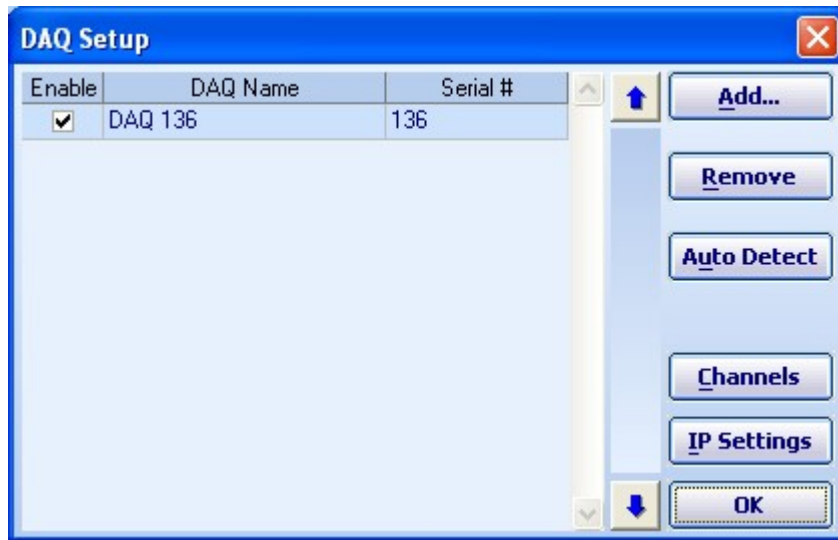 DAQ Setup
Enable DAQ Name Serial #
DAQ 136 136
Add...
Remove
Auto Detect
Channels
IP Settings
OK